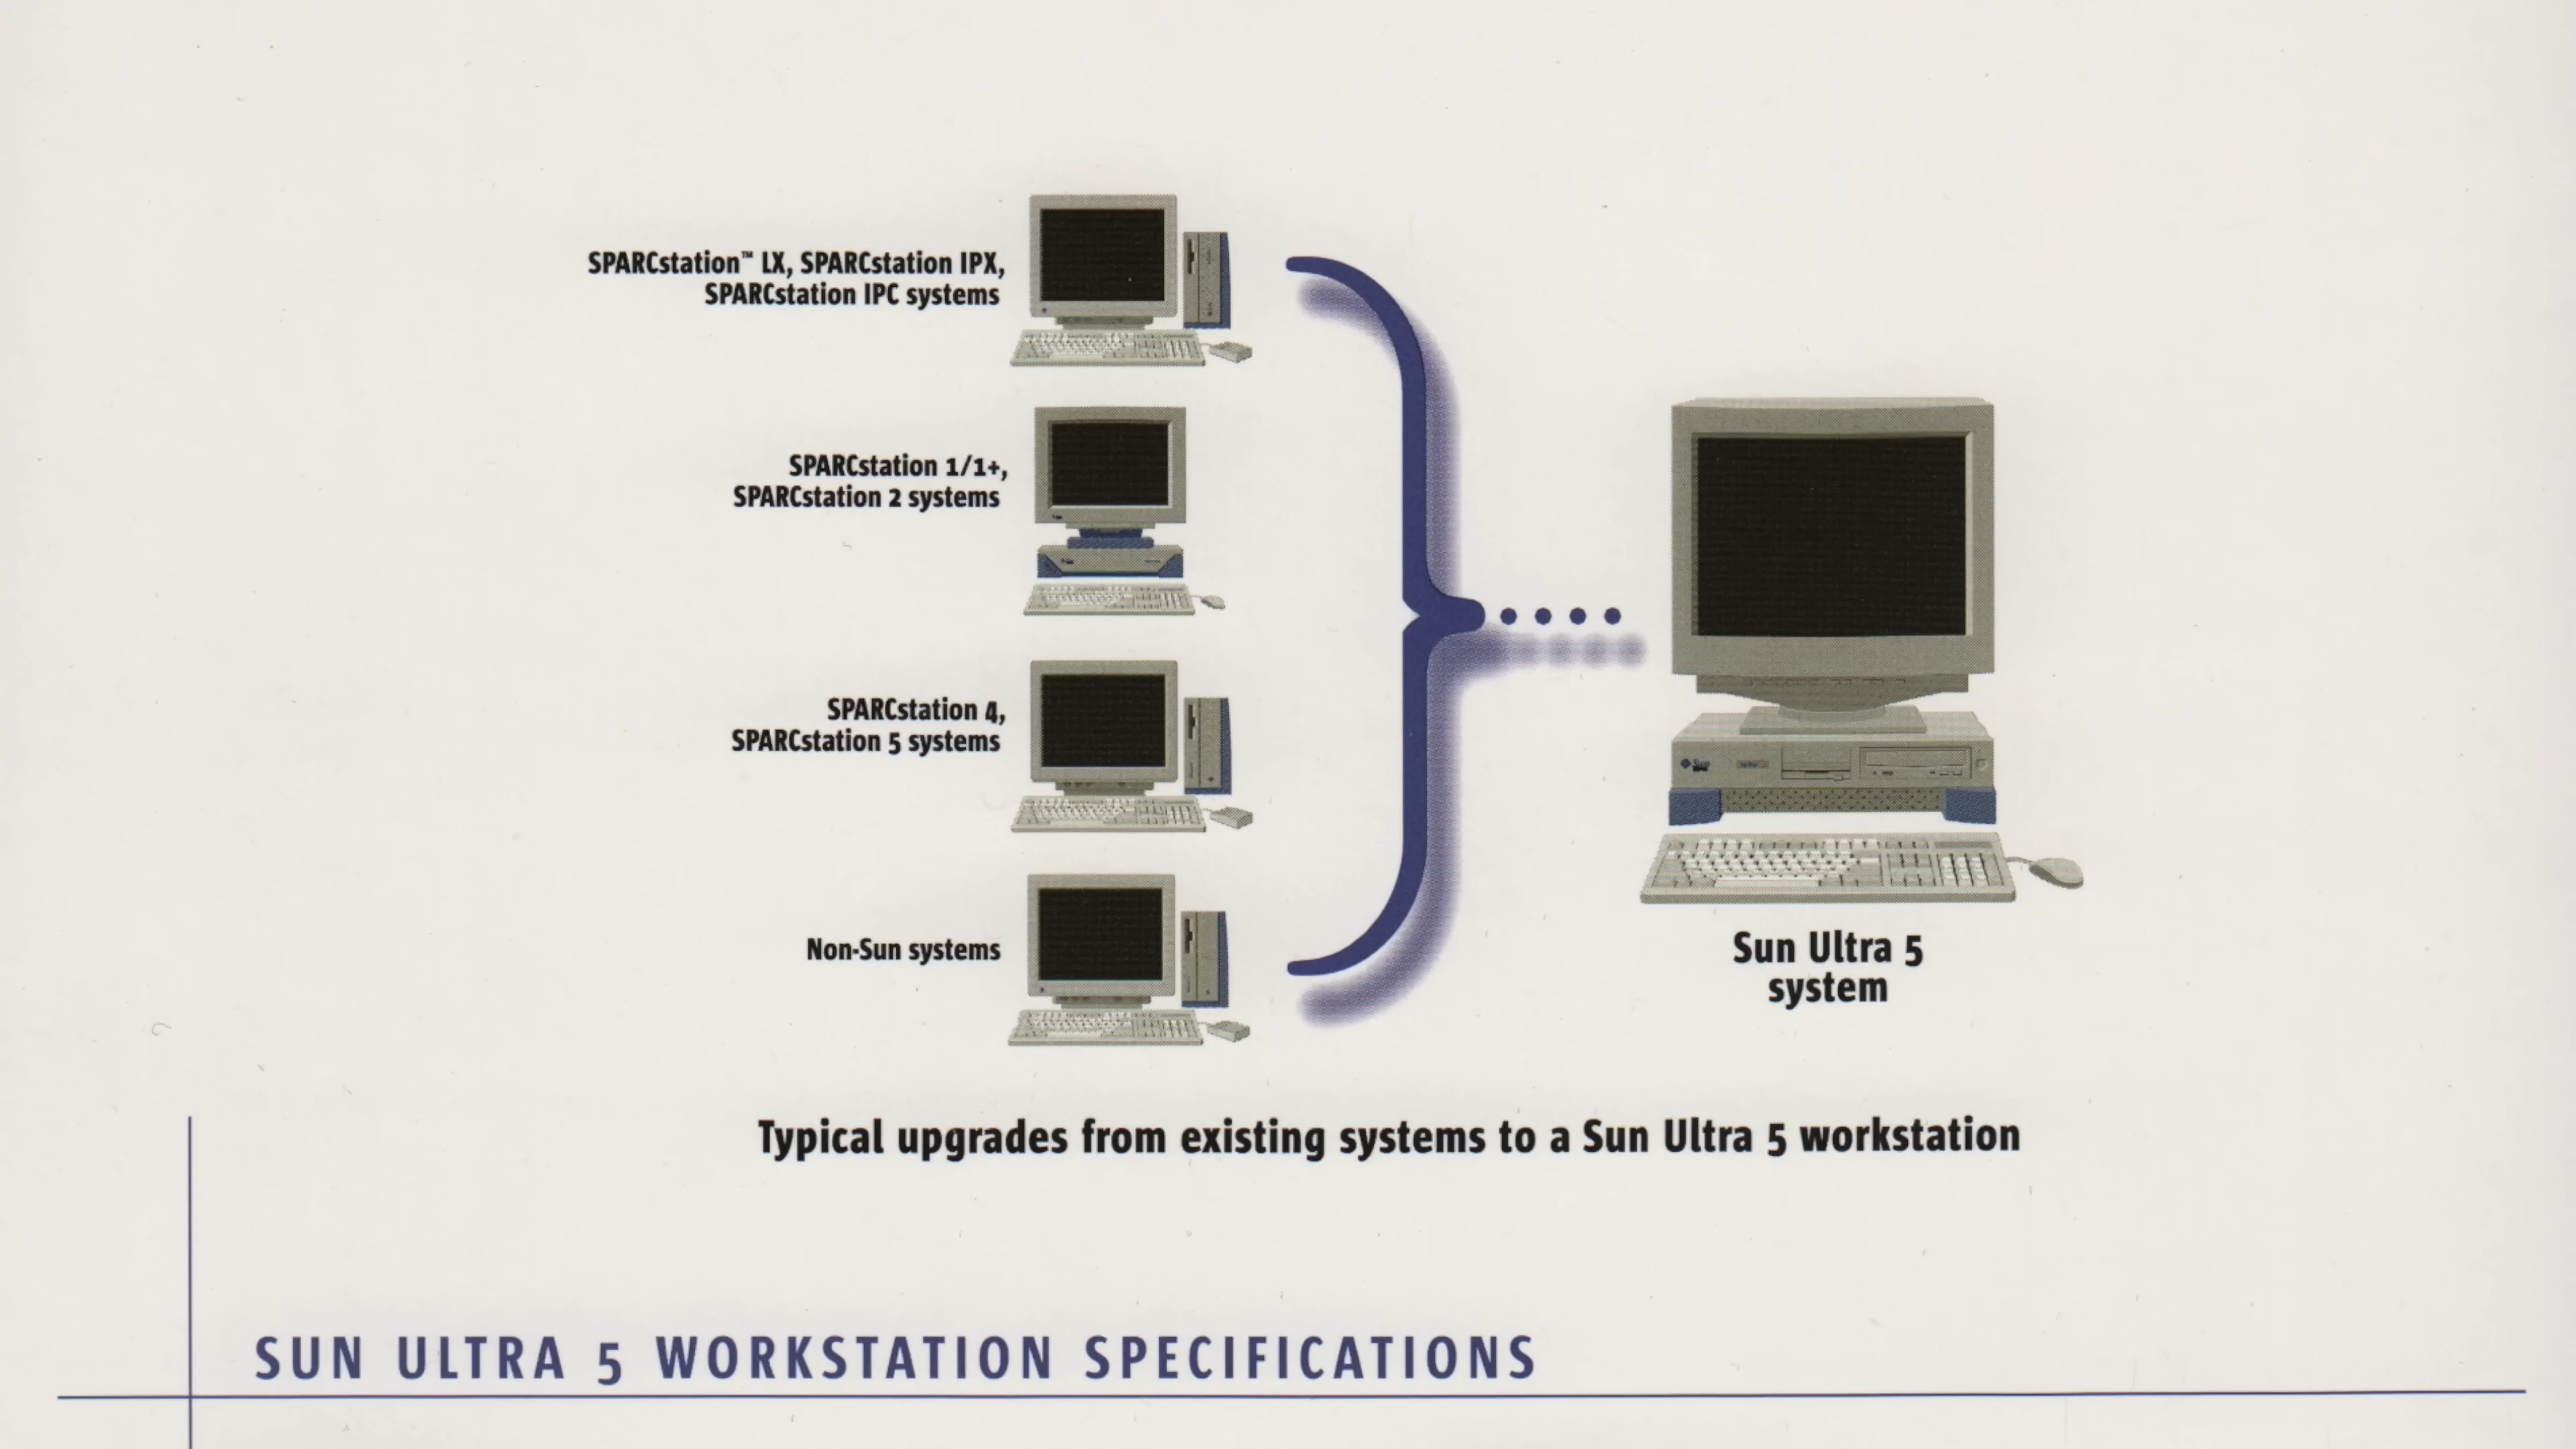 SPARCstation™ LX, SPARCstation IPX,
SPARCstation IPC systems
SPARCstation 1/1+,
SPARCstation 2 systems
SPARCstation 4,
SPARCstation 5 systems
Non-Sun systems
Sun
Sun Ultra 5
system
Typical upgrades from existing systems to a Sun Ultra 5 workstation
SUN ULTRA 5 WORKSTATION SPECIFICATIONS